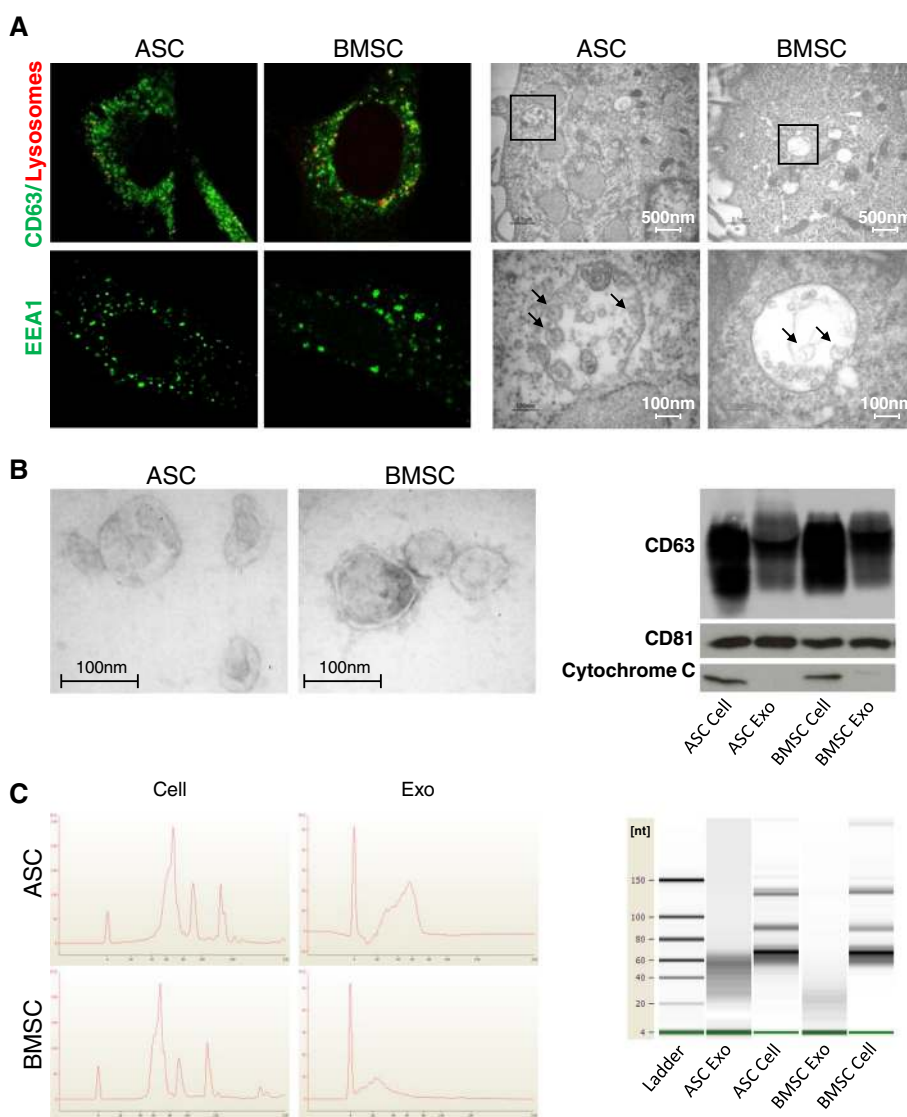 A
ASC
BMSC
ASC
BMSC
CD63/Lysosomes
500nm
500nm
EEA1
100nm
100nm
B
ASC
BMSC
100nm
100nm
CD63
CD81
Cytochrome C
ASC Cell
ASC Exo
BMSC Cell
BMSC Exo
C
Cell
Exo
ASC
BMSC
[nt]
150
100
80
60
40
20
4
Ladder
ASC Exo
ASC Cell
BMSC Exo
BMSC Cell